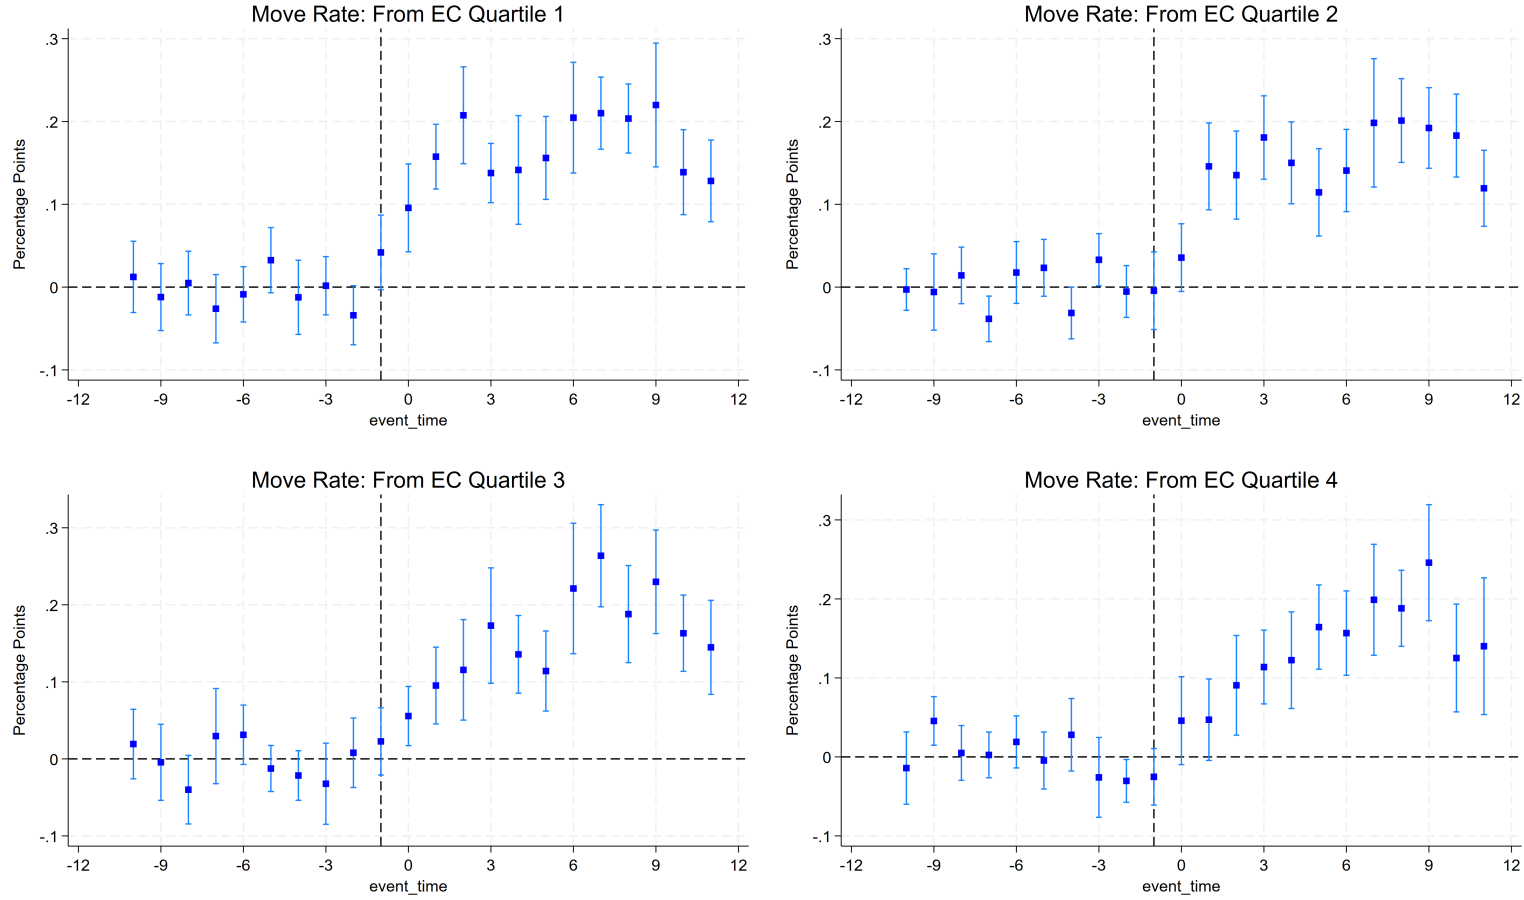 Move Rate: From EC Quartile 1
Percentage Points
.3
.2
.1
0
-.1
-12 -9 -6 -3 0 3 6 9 12
event_time
Move Rate: From EC Quartile 2
Percentage Points
.3
.2
.1
0
-.1
-12 -9 -6 -3 0 3 6 9 12
event_time
Move Rate: From EC Quartile 3
Percentage Points
.3
.2
.1
0
-.1
-12 -9 -6 -3 0 3 6 9 12
event_time
Move Rate: From EC Quartile 4
Percentage Points
.3
.2
.1
0
-.1
-12 -9 -6 -3 0 3 6 9 12
event_time